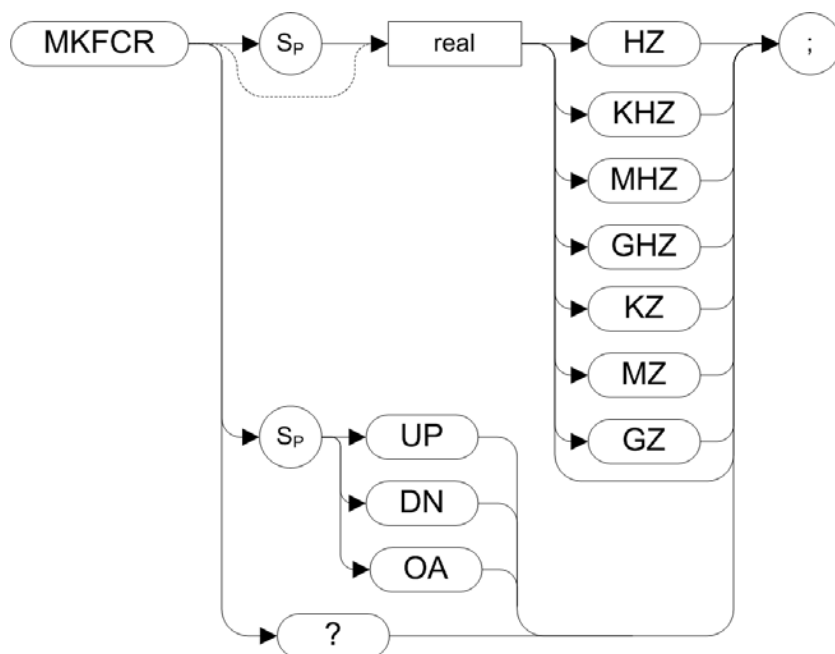 MKFCR SP real HZ ;
KHZ
MHZ
GHZ
KZ
MZ
SP UP GZ
DN
OA
?